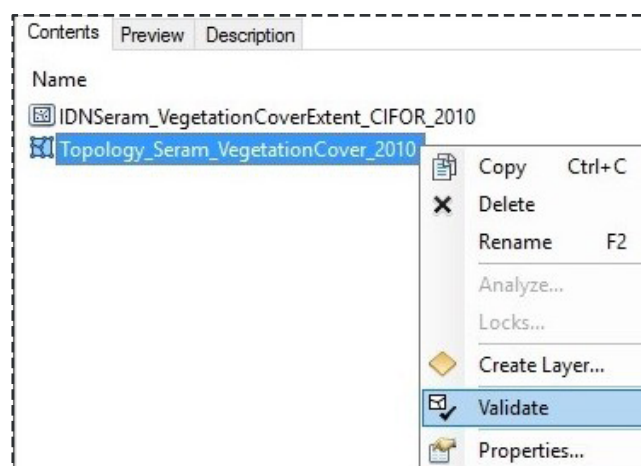 Contents Preview Description
Name
IDNSeram_VegetationCoverExtent_CIFOR_2010
Topology_Seram_VegetationCover_2010
Copy Ctrl+C
Delete
Rename F2
Analyze...
Locks...
Create Layer...
Validate
Properties...